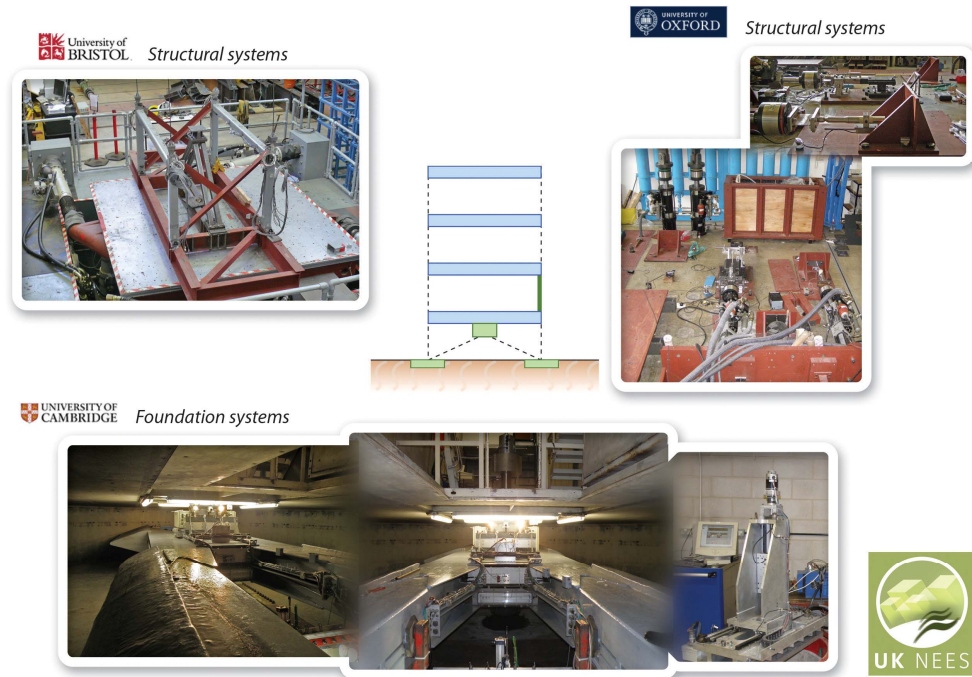 University of
BRISTOL
Structural systems
UNIVERSITY OF
OXFORD
Structural systems
UNIVERSITY OF
CAMBRIDGE
Foundation systems
UK NEES